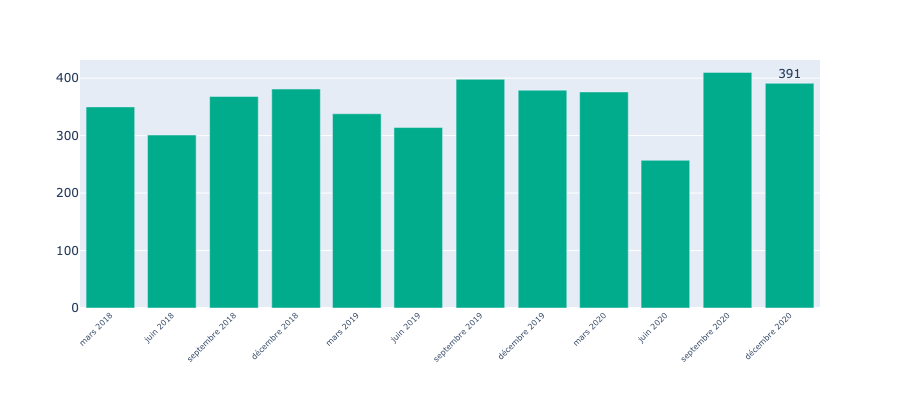 400
300
200
100
0
391
mars 2018
juin 2018
septembre 2018
décembre 2018
mars 2019
juin 2019
septembre 2019
décembre 2019
mars 2020
juin 2020
septembre 2020
décembre 2020